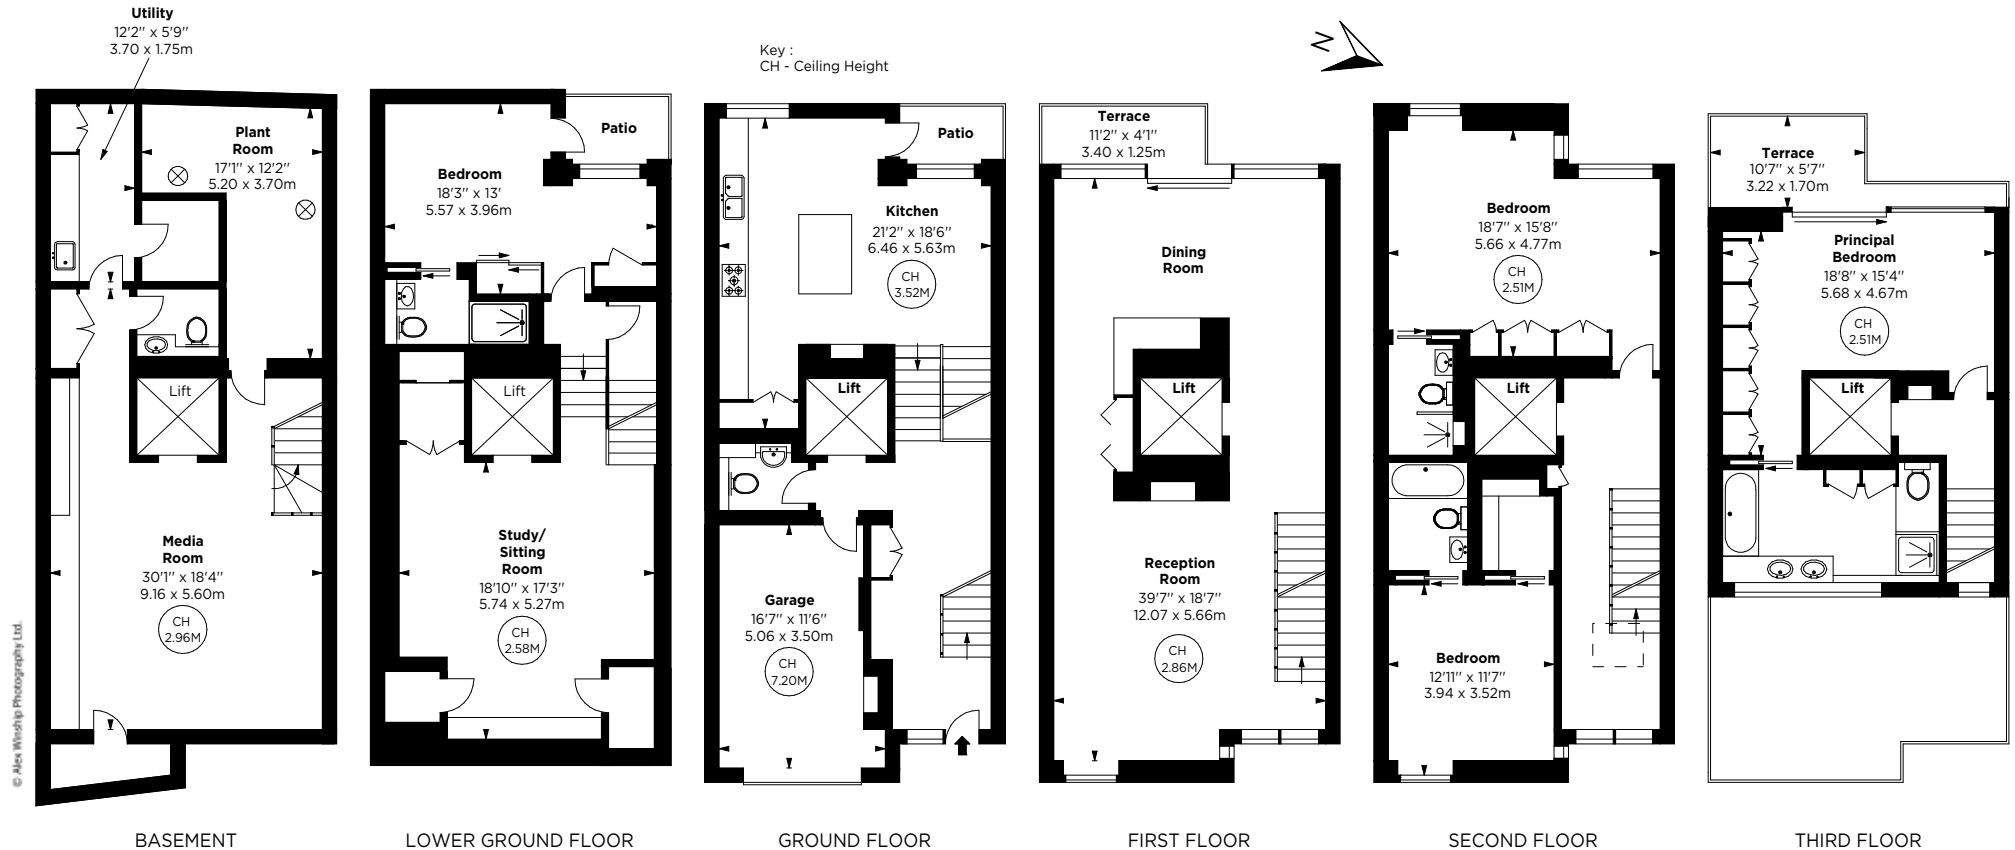 Utility
12'2'' x 5'9''
3.70 x 1.75m
Key :
CH - Ceiling Height
N
Plant
Room
17'1'' x 12'2''
5.20 x 3.70m
Lift
Media
Room
30'1'' x 18'4''
9.16 x 5.60m
CH
2.96M
© Alex Winship Photography Ltd.
BASEMENT
Patio
Bedroom
18'3'' x 13'
5.57 x 3.96m
Lift
Study/
Sitting
Room
18'10'' x 17'3''
5.74 x 5.27m
CH
2.58M
LOWER GROUND FLOOR
Patio
Kitchen
21'2'' x 18'6''
6.46 x 5.63m
CH
3.52M
Lift
Garage
16'7'' x 11'6''
5.06 x 3.50m
CH
7.20M
GROUND FLOOR
Terrace
11'2'' x 4'1''
3.40 x 1.25m
Dining
Room
Lift
Reception
Room
39'7'' x 18'7''
12.07 x 5.66m
CH
2.86M
FIRST FLOOR
Bedroom
18'7'' x 15'8''
5.66 x 4.77m
CH
2.51M
Lift
Bedroom
12'11'' x 11'7''
3.94 x 3.52m
SECOND FLOOR
Terrace
10'7'' x 5'7''
3.22 x 1.70m
Principal
Bedroom
18'8'' x 15'4''
5.68 x 4.67m
CH
2.51M
Lift
THIRD FLOOR